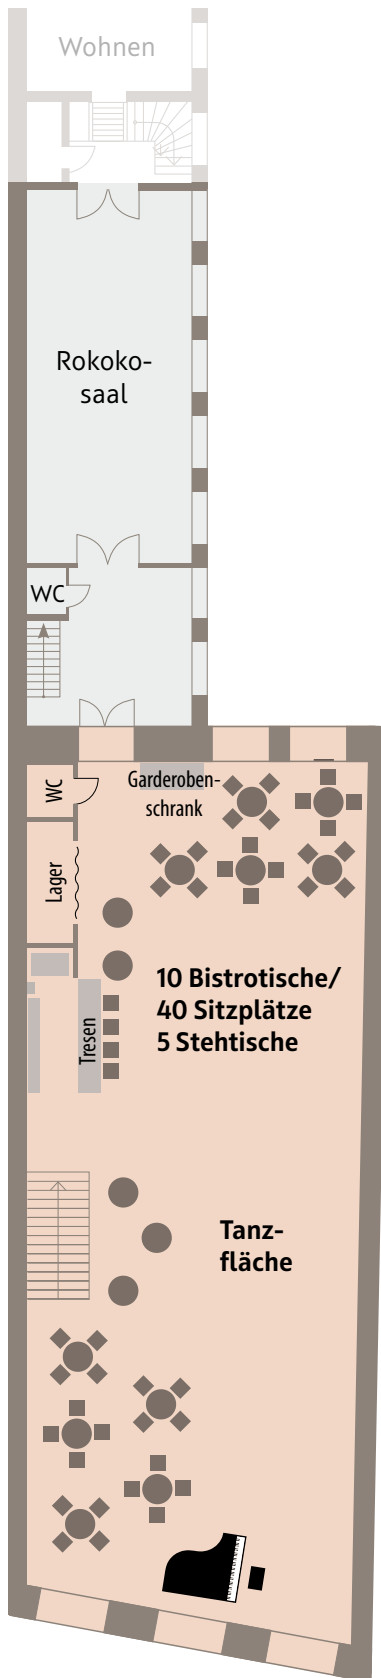 Wohnen
Rokoko-
saal
WC
WC
Garderoben-
schrank
Lager
10 Bistrotische/
40 Sitzplätze
5 Stehtische
Tresen
Tanz-
fläche